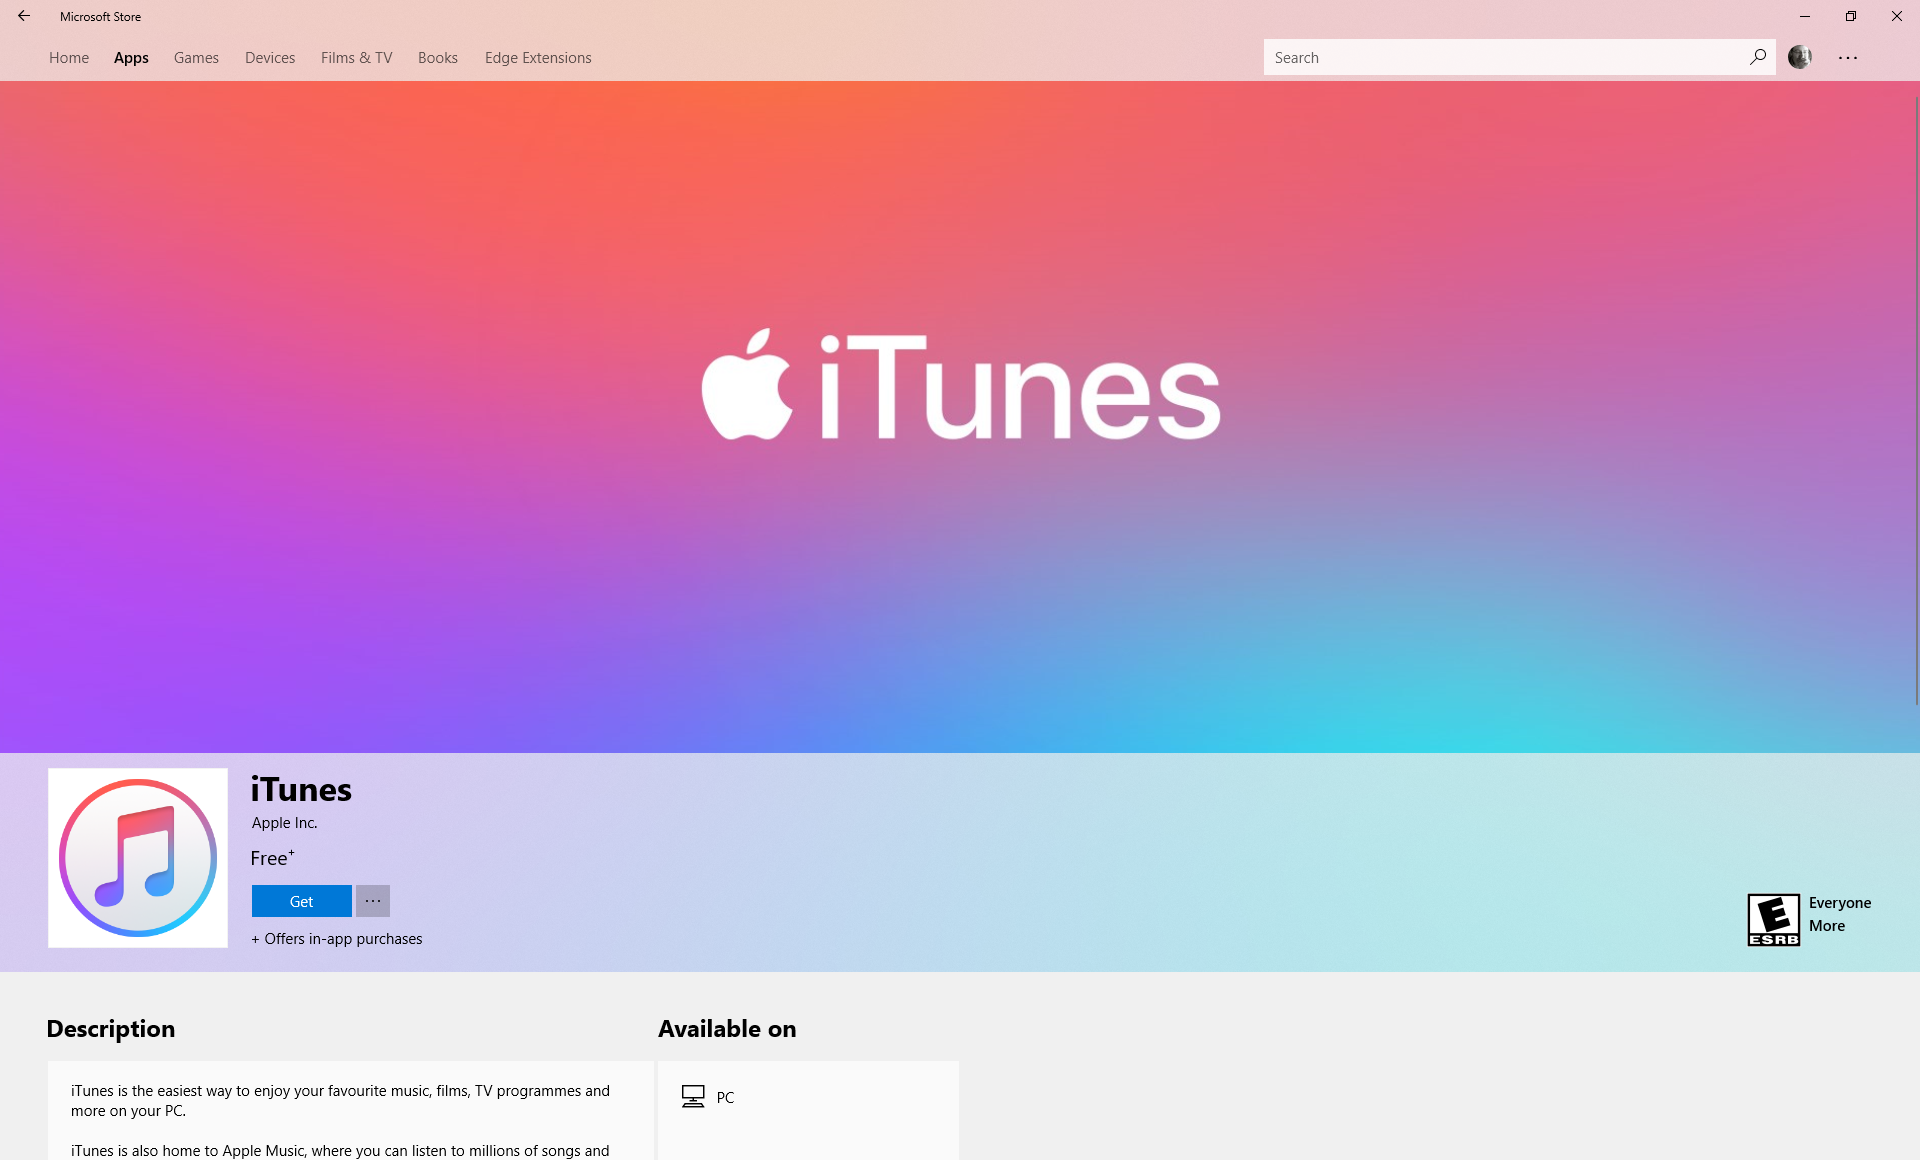 Microsoft Store
Home Apps Games Devices Films & TV Books Edge Extensions Search
iTunes
iTunes
Apple Inc.
Free+
Get
+ Offers in-app purchases
E
ESRB
Everyone
More
Description
iTunes is the easiest way to enjoy your favourite music, films, TV programmes and
more on your PC.
iTunes is also home to Apple Music, where you can listen to millions of songs and
Available on
PC